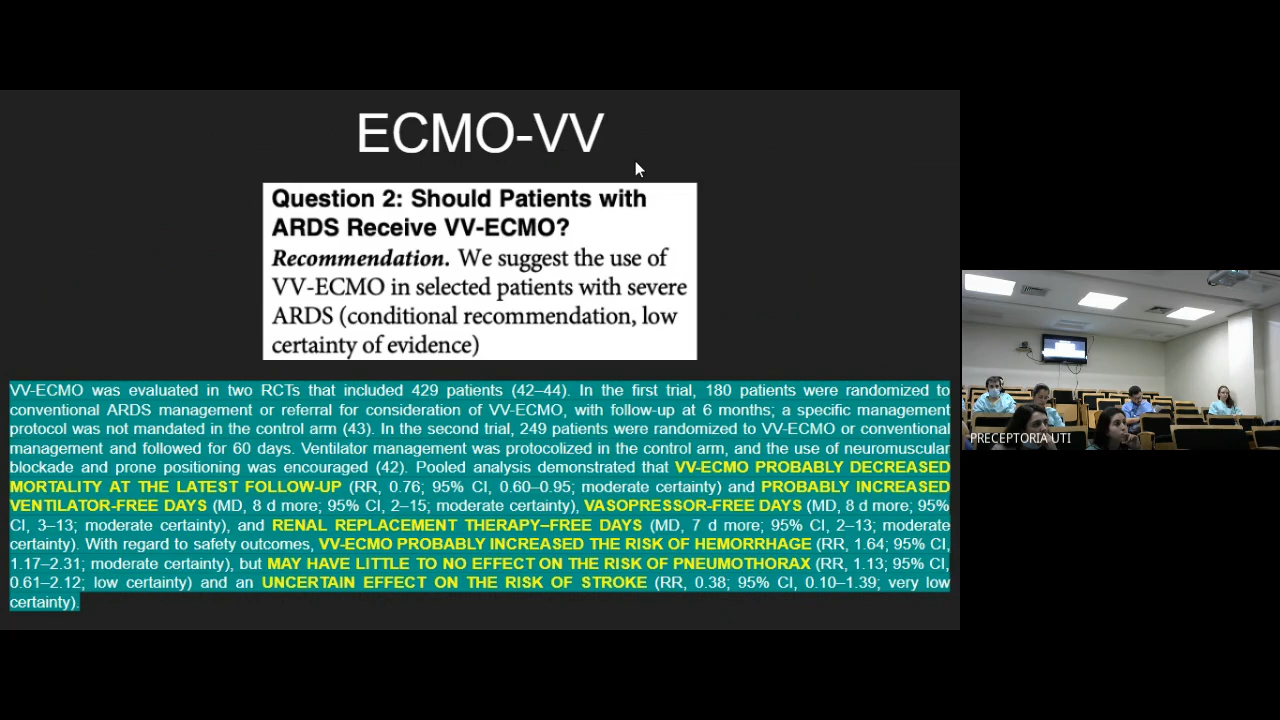 ECMO-VV
Question 2: Should Patients with
ARDS Receive VV-ECMO?
Recommendation. We suggest the use of
VV-ECMO in selected patients with severe
ARDS (conditional recommendation, low
certainty of evidence)
VV-ECMO was evaluated in two RCTs that included 429 patients (42–44). In the first trial, 180 patients were randomized to
conventional ARDS management or referral for consideration of VV-ECMO, with follow-up at 6 months; a specific management
protocol was not mandated in the control arm (43). In the second trial, 249 patients were randomized to VV-ECMO or conventional
management and followed for 60 days. Ventilator management was protocolized in the control arm, and the use of neuromuscular
blockade and prone positioning was encouraged (42). Pooled analysis demonstrated that VV-ECMO PROBABLY DECREASED
MORTALITY AT THE LATEST FOLLOW-UP (RR, 0.76; 95% CI, 0.60–0.95; moderate certainty) and PROBABLY INCREASED
VENTILATOR-FREE DAYS (MD, 8 d more; 95% CI, 2–15; moderate certainty), VASOPRESSOR-FREE DAYS (MD, 8 d more; 95%
CI, 3–13; moderate certainty), and RENAL REPLACEMENT THERAPY–FREE DAYS (MD, 7 d more; 95% CI, 2–13; moderate
certainty). With regard to safety outcomes, VV-ECMO PROBABLY INCREASED THE RISK OF HEMORRHAGE (RR, 1.64; 95% CI,
1.17–2.31; moderate certainty), but MAY HAVE LITTLE TO NO EFFECT ON THE RISK OF PNEUMOTHORAX (RR, 1.13; 95% CI,
0.61–2.12; low certainty) and an UNCERTAIN EFFECT ON THE RISK OF STROKE (RR, 0.38; 95% CI, 0.10–1.39; very low
certainty).
PRECEPTORIA UTI